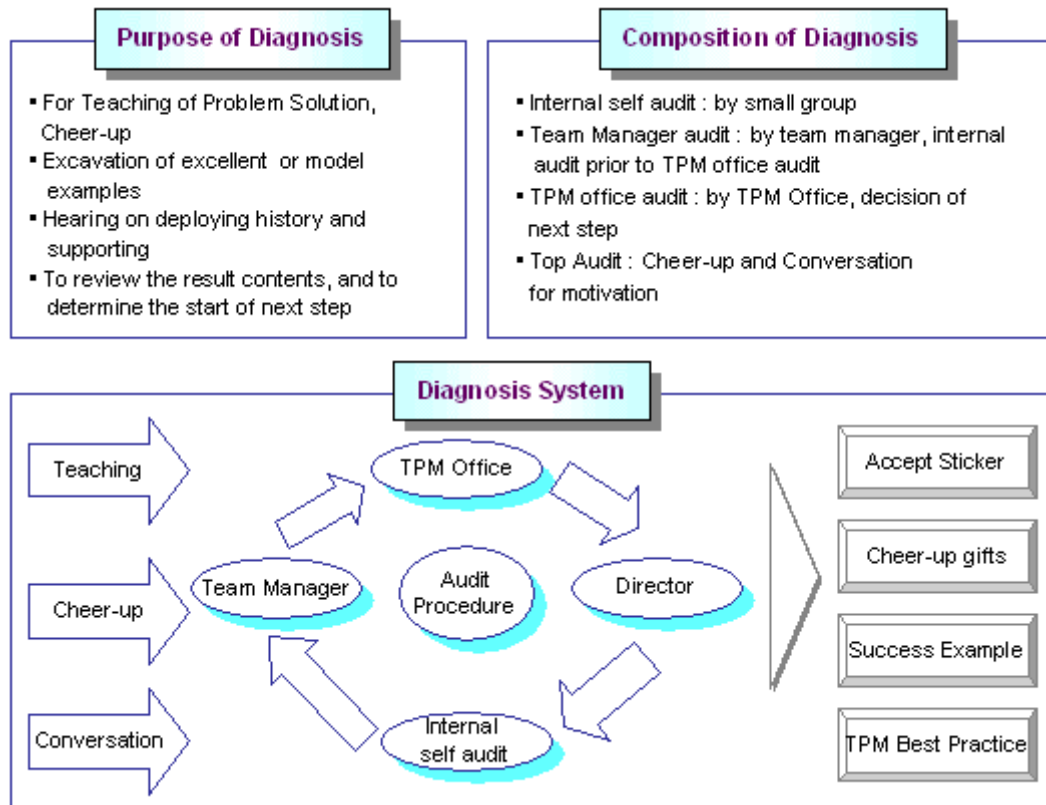 Purpose of Diagnosis
▪ For Teaching of Problem Solution,
Cheer-up
▪ Excavation of excellent or model
examples
▪ Hearing on deploying history and
supporting
▪ To review the result contents, and to
determine the start of next step
Composition of Diagnosis
▪ Internal self audit : by small group
▪ Team Manager audit : by team manager, internal
audit prior to TPM office audit
▪ TPM office audit : by TPM Office, decision of
next step
▪ Top Audit : Cheer-up and Conversation
for motivation
Diagnosis System
Teaching
Cheer-up
Conversation
TPM Office
Team Manager
Audit
Procedure
Director
Internal
self audit
Accept Sticker
Cheer-up gifts
Success Example
TPM Best Practice